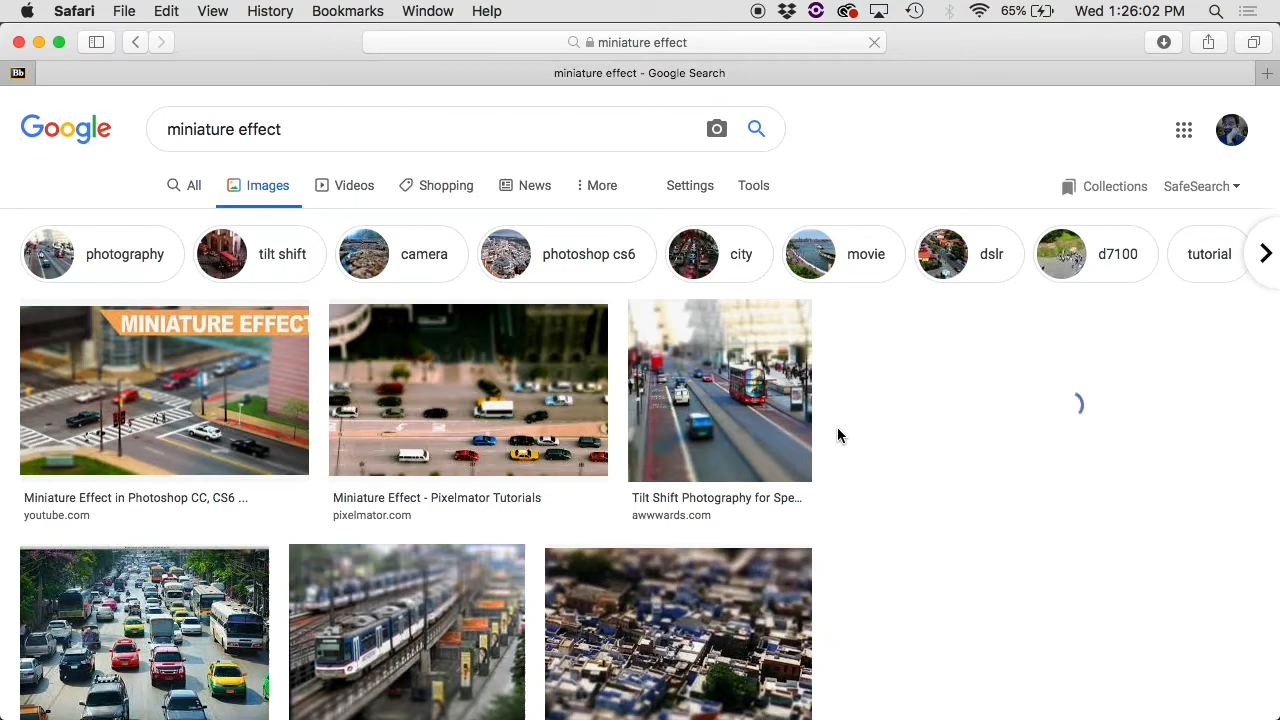 Safari File Edit View History Bookmarks Window Help 65% Wed 1:26:02 PM
miniature effect
Bb miniature effect - Google Search
Google miniature effect
All Images Videos Shopping News More Settings Tools Collections SafeSearch
photography tilt shift camera photoshop cs6 city movie dslr d7100 tutorial
MINIATURE EFFECT
Miniature Effect in Photoshop CC, CS6 ...
youtube.com
Miniature Effect - Pixelmator Tutorials
pixelmator.com
Tilt Shift Photography for Spe...
awwwards.com